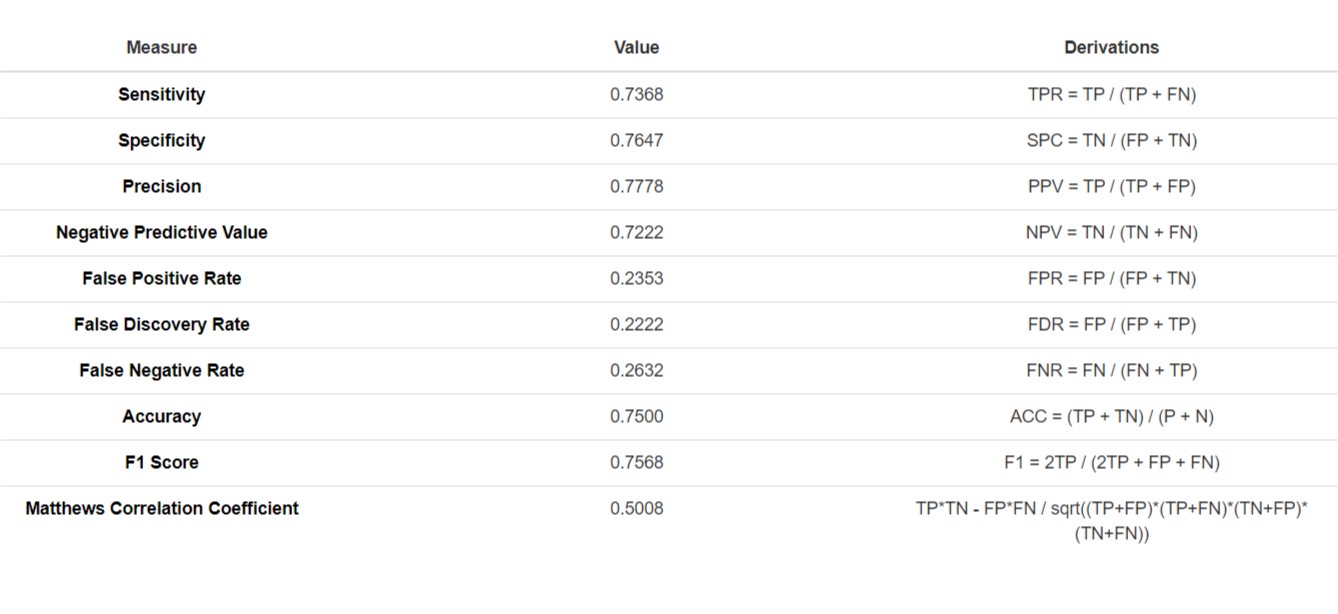 Measure Value Derivations
Sensitivity 0.7368 TPR = TP / (TP + FN)
Specificity 0.7647 SPC = TN / (FP + TN)
Precision 0.7778 PPV = TP / (TP + FP)
Negative Predictive Value 0.7222 NPV = TN / (TN + FN)
False Positive Rate 0.2353 FPR = FP / (FP + TN)
False Discovery Rate 0.2222 FDR = FP / (FP + TP)
False Negative Rate 0.2632 FNR = FN / (FN + TP)
Accuracy 0.7500 ACC = (TP + TN) / (P + N)
F1 Score 0.7568 F1 = 2TP / (2TP + FP + FN)
Matthews Correlation Coefficient 0.5008 TP*TN - FP*FN / sqrt((TP+FP)*(TP+FN)*(TN+FP)*
(TN+FN))